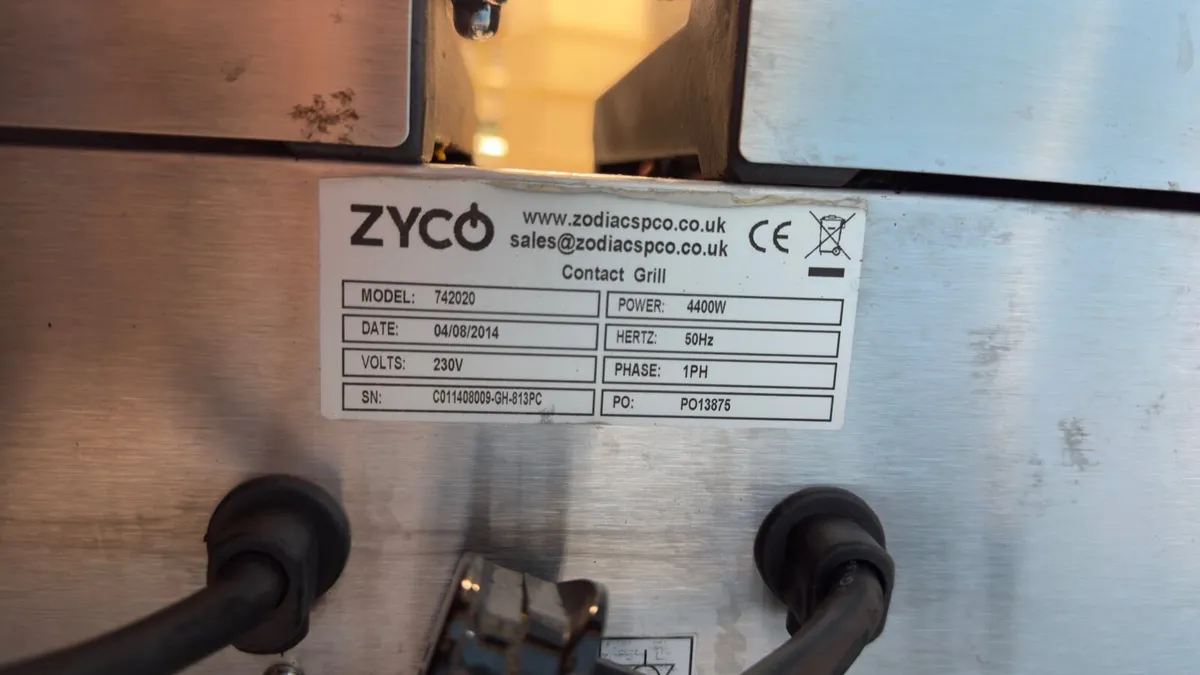 ZYCO
www.zodiacspco.co.uk
sales@zodiacspco.co.uk
CE
Contact Grill
MODEL: 742020
POWER: 4400W
DATE: 04/08/2014
HERTZ: 50Hz
VOLTS: 230V
PHASE: 1PH
SN: C011408009-GH-813PC
PO: PO13875